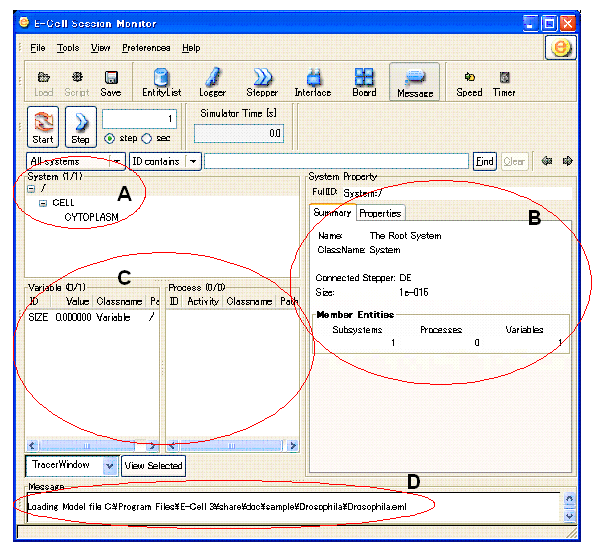 E-Cell Session Monitor
File Tools View Preferences Help
Load Script Save EntityList Logger Stepper Interface Board Message Speed Timer
Start Step 1 step sec
Simulator Time [s]
0.0
All systems ID contains Find Clear
System (1/1)
/
CELL
CYTOPLASM
A
System Property
FullID: System:/
Summary Properties
B
Name: The Root System
ClassName: System
Connected Stepper: DE
Size: 1e-015
Member Entities
Subsystems Processes Variables
1 0 1
C
Variable (0/1)
ID Value Classname Pa
SIZE 0.000000 Variable /
Process (0/0)
ID Activity Classname Path
TracerWindow View Selected
D
Message
Loading Model file C:¥Program Files¥E-Cell 3¥share¥doc¥sample¥Drosophila¥Drosophila.eml